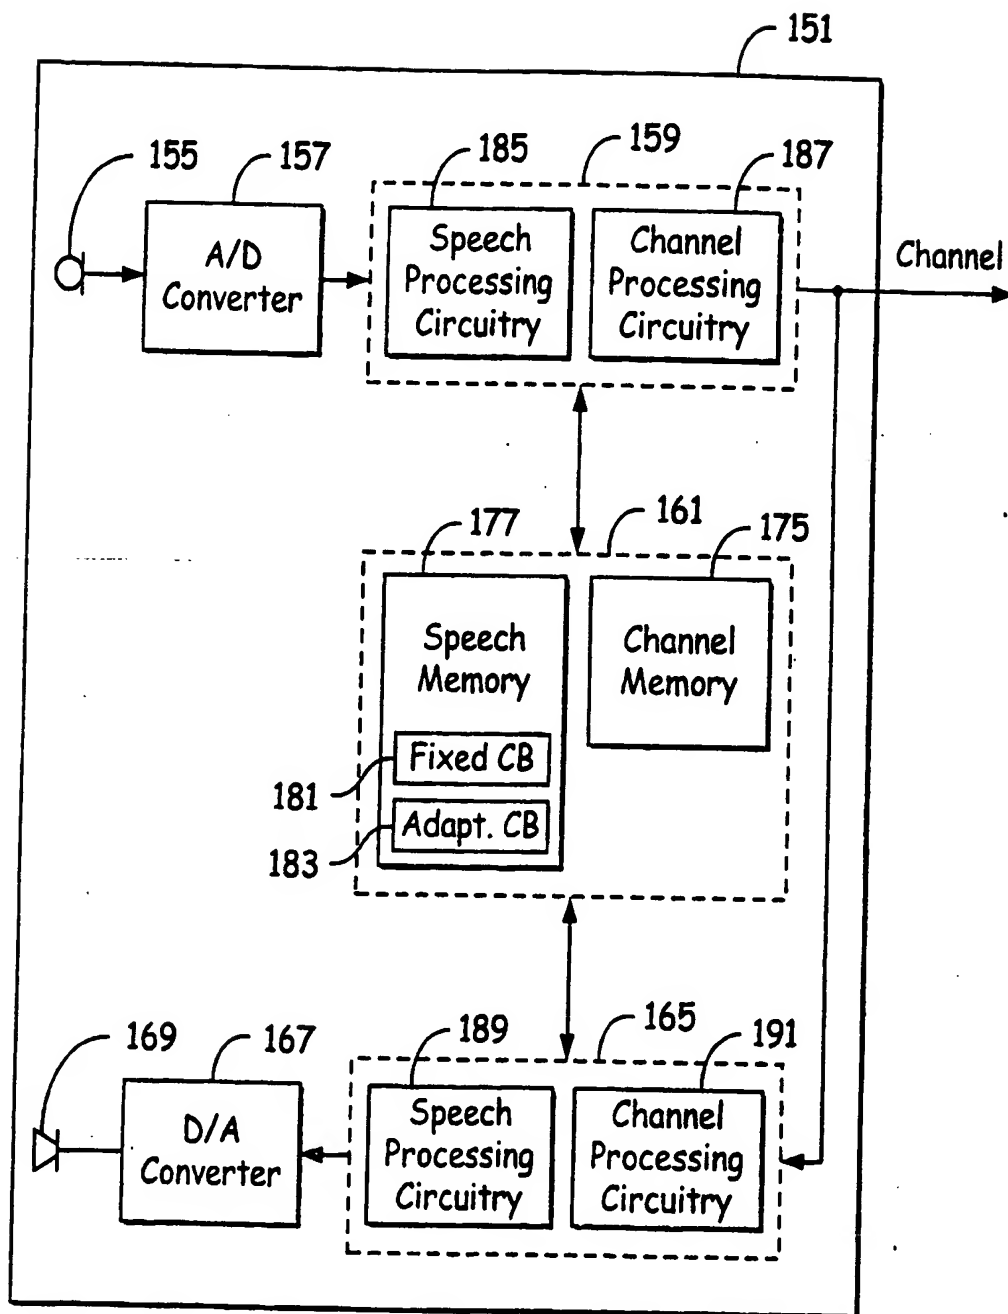 151
155
157
185
159
187
A/D
Converter
Speech
Processing
Circuitry
Channel
Processing
Circuitry
Channel
177
161
175
Speech
Memory
Channel
Memory
Fixed CB
181
Adapt. CB
183
169
167
189
165
191
D/A
Converter
Speech
Processing
Circuitry
Channel
Processing
Circuitry